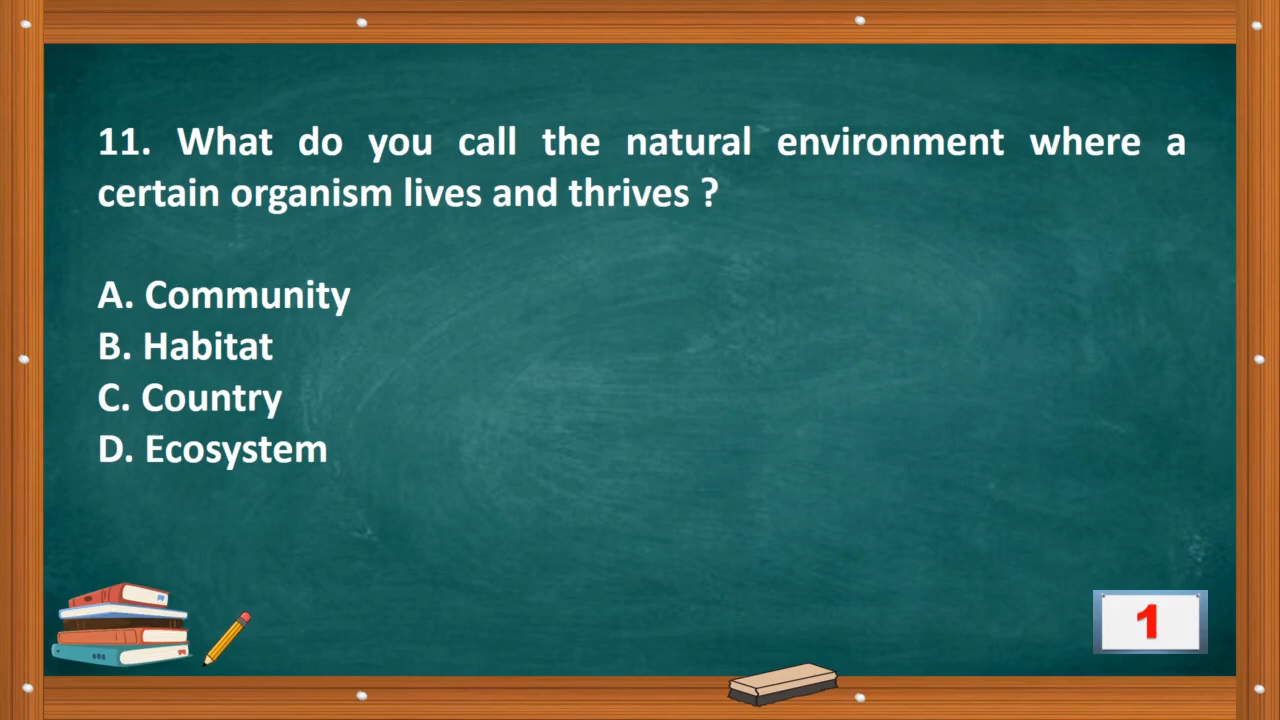 11. What do you call the natural environment where a
certain organism lives and thrives ?
A. Community
B. Habitat
C. Country
D. Ecosystem
1